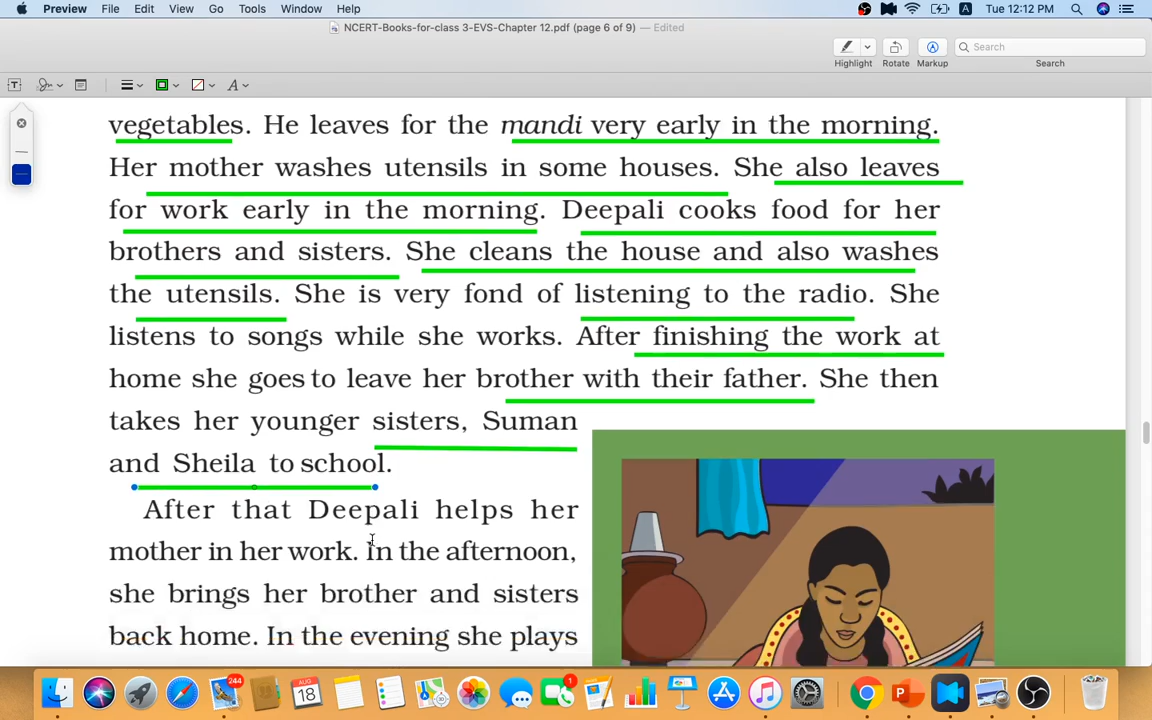 Preview File Edit View Go Tools Window Help A Tue 12:12 PM
NCERT-Books-for class 3-EVS-Chapter 12.pdf (page 6 of 9) — Edited
Search
Highlight Rotate Markup Search
vegetables. He leaves for the mandi very early in the morning.
Her mother washes utensils in some houses. She also leaves
for work early in the morning. Deepali cooks food for her
brothers and sisters. She cleans the house and also washes
the utensils. She is very fond of listening to the radio. She
listens to songs while she works. After finishing the work at
home she goes to leave her brother with their father. She then
takes her younger sisters, Suman
and Sheila to school.
After that Deepali helps her
mother in her work. In the afternoon,
she brings her brother and sisters
back home. In the evening she plays
244
AUG
18
1